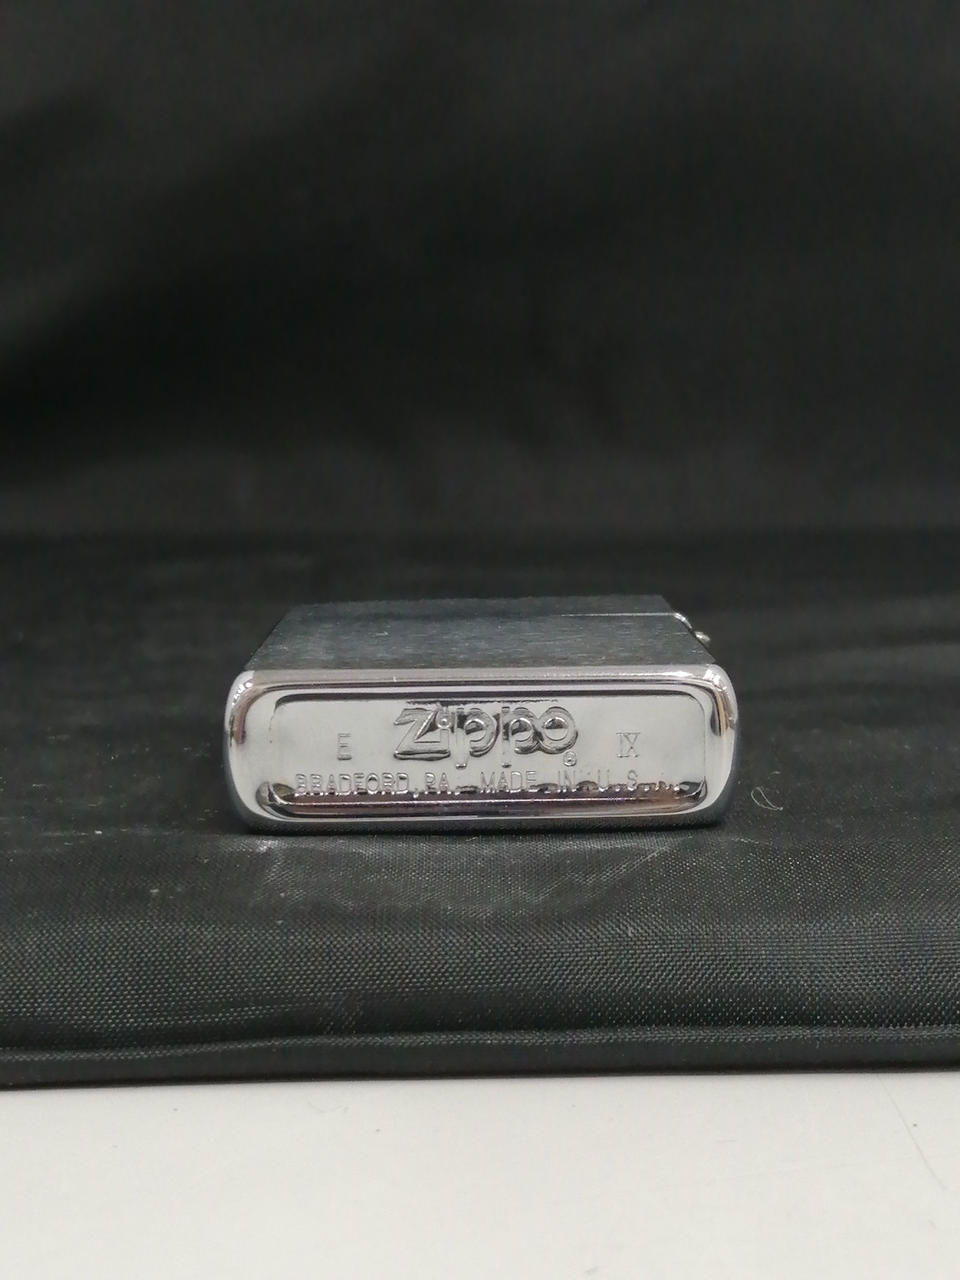 E Zippo® IX
BRADFORD, PA. MADE IN U.S.A.